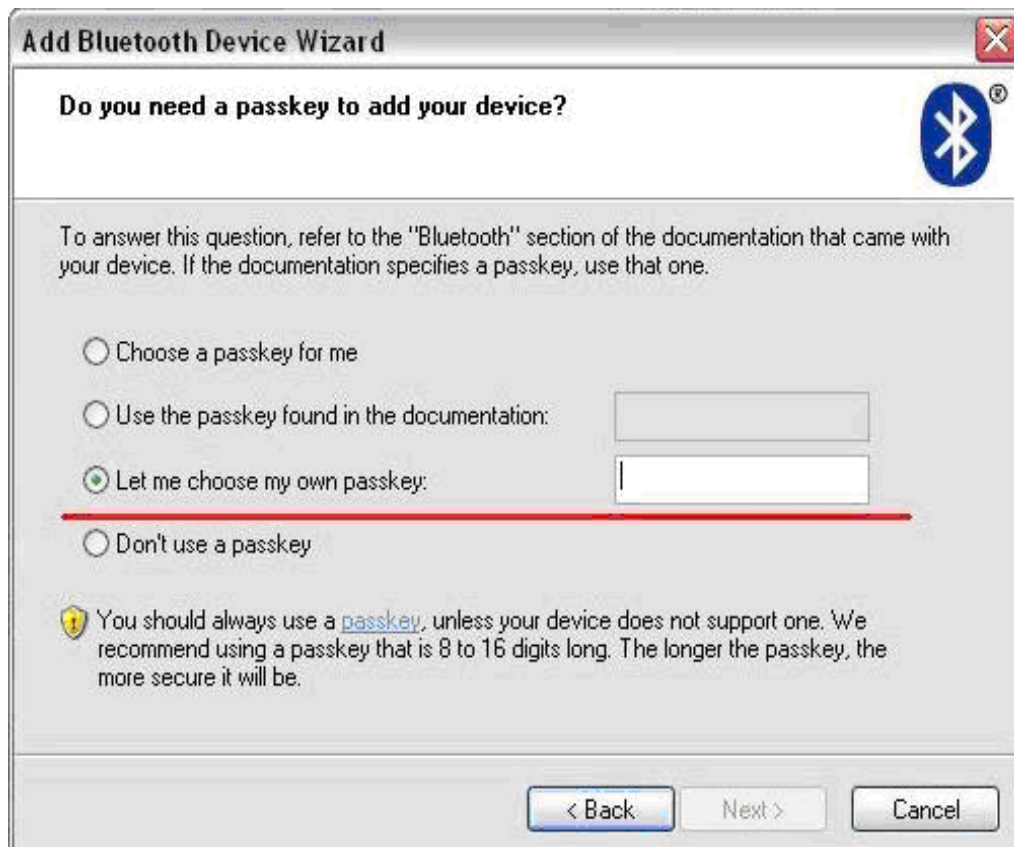 Add Bluetooth Device Wizard
Do you need a passkey to add your device?
®
To answer this question, refer to the "Bluetooth" section of the documentation that came with
your device. If the documentation specifies a passkey, use that one.
Choose a passkey for me
Use the passkey found in the documentation:
Let me choose my own passkey:
Don't use a passkey
You should always use a passkey, unless your device does not support one. We
recommend using a passkey that is 8 to 16 digits long. The longer the passkey, the
more secure it will be.
< Back Next > Cancel